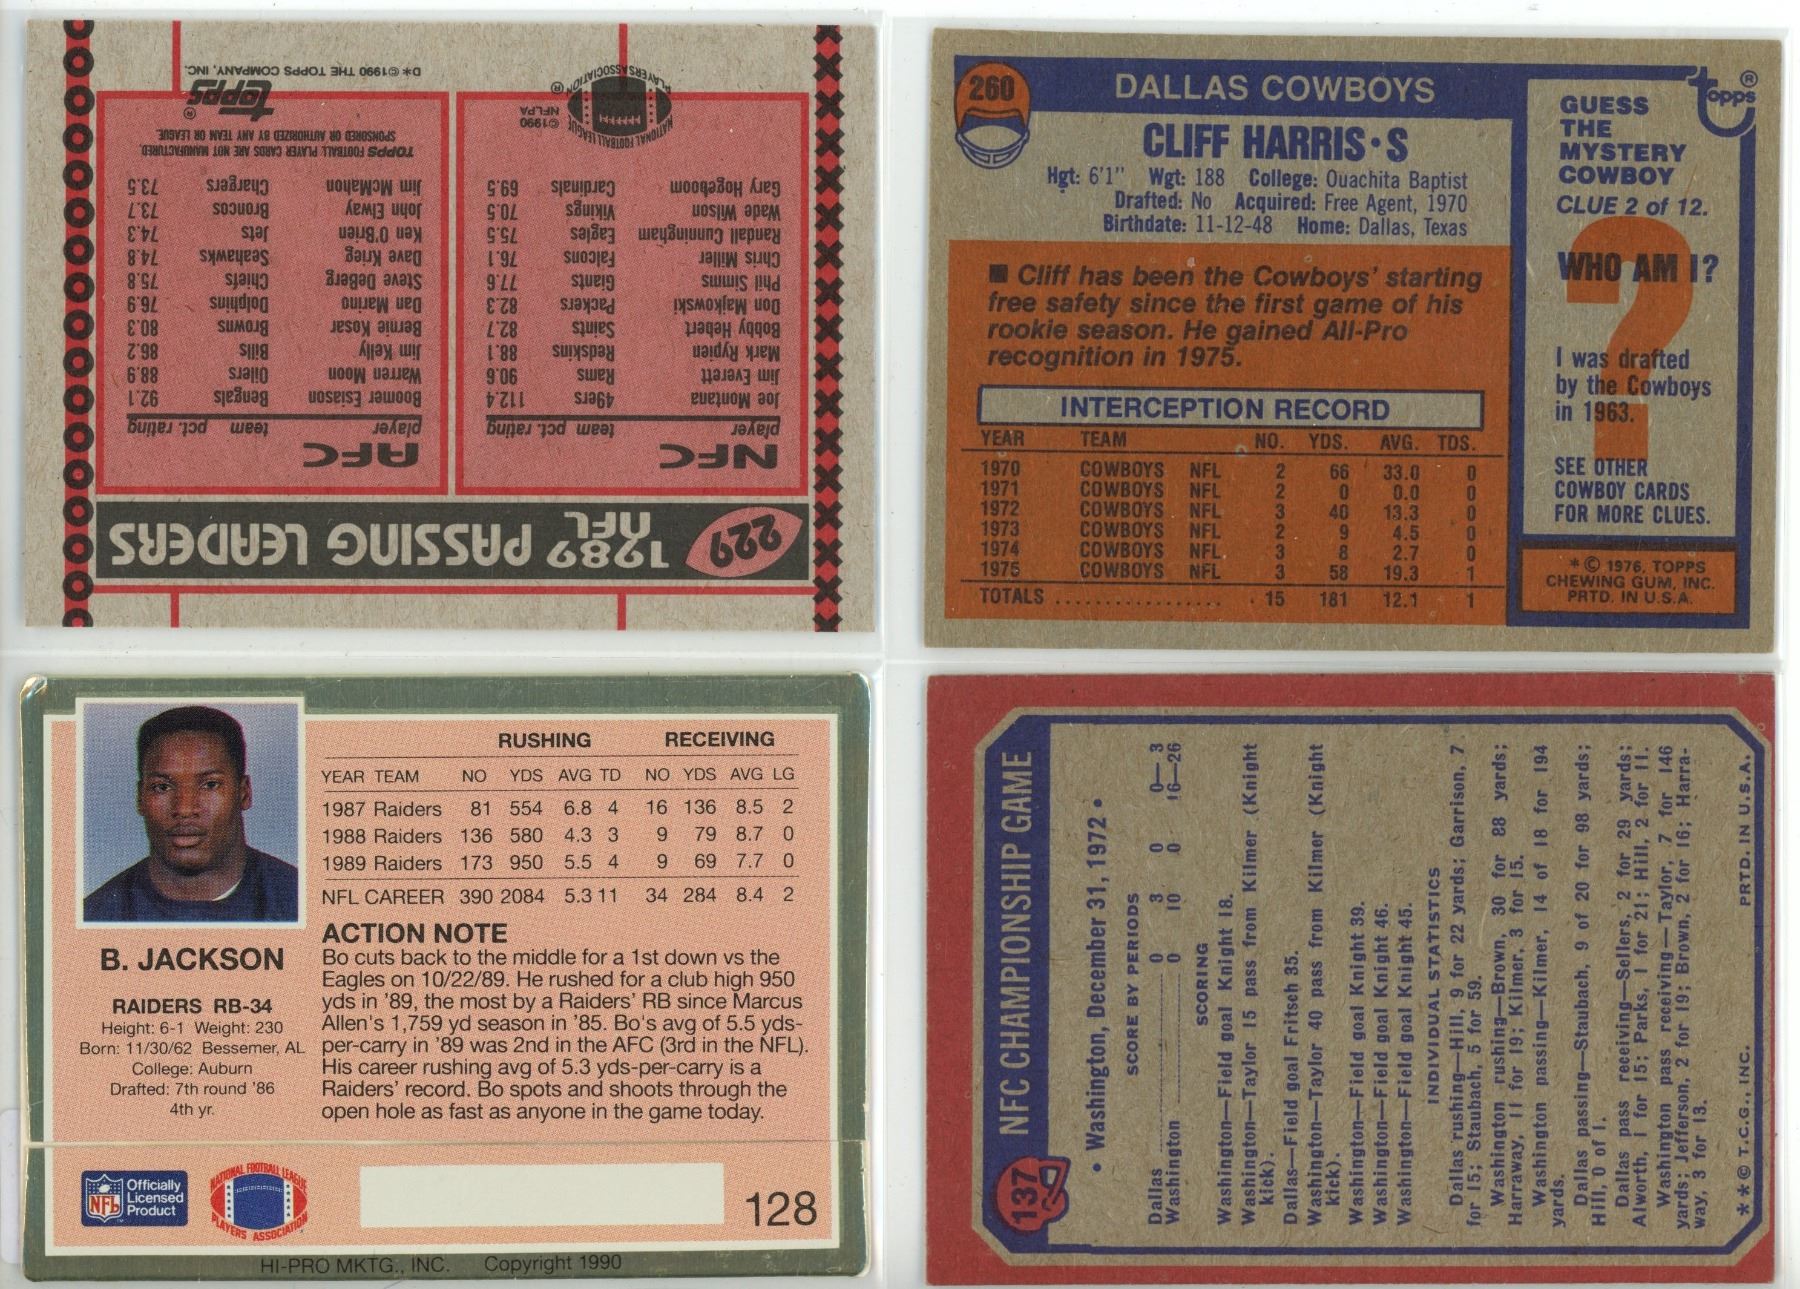 229
1989 NFL PASSING LEADERS
NFC
player team pct. rating
Joe Montana 49ers 112.4
Jim Everett Rams 90.6
Mark Rypien Redskins 88.1
Bobby Hebert Saints 82.7
Don Majkowski Packers 82.3
Phil Simms Giants 77.6
Chris Miller Falcons 76.1
Randall Cunningham Eagles 75.5
Wade Wilson Vikings 70.5
Gary Hogeboom Cardinals 69.5
©1990
NFLPA
NATIONAL FOOTBALL LEAGUE
PLAYERS ASSOCIATION
®
AFC
player team pct. rating
Boomer Esiason Bengals 92.1
Warren Moon Oilers 88.9
Jim Kelly Bills 86.2
Bernie Kosar Browns 80.3
Dan Marino Dolphins 76.9
Steve DeBerg Chiefs 75.8
Dave Krieg Seahawks 74.8
Ken O'Brien Jets 74.3
John Elway Broncos 73.7
Jim McMahon Chargers 73.5
TOPPS FOOTBALL PLAYER CARDS ARE NOT MANUFACTURED,
SPONSORED OR AUTHORIZED BY ANY TEAM OR LEAGUE.
topps ®
D*©1990 THE TOPPS COMPANY, INC.
260
DALLAS COWBOYS
CLIFF HARRIS•S
Hgt: 6'1" Wgt: 188 College: Ouachita Baptist
Drafted: No Acquired: Free Agent, 1970
Birthdate: 11-12-48 Home: Dallas, Texas
■ Cliff has been the Cowboys' starting
free safety since the first game of his
rookie season. He gained All-Pro
recognition in 1975.
INTERCEPTION RECORD
YEAR TEAM NO. YDS. AVG. TDS.
1970 COWBOYS NFL 2 66 33.0 0
1971 COWBOYS NFL 2 0 0.0 0
1972 COWBOYS NFL 3 40 13.3 0
1973 COWBOYS NFL 2 9 4.5 0
1974 COWBOYS NFL 3 8 2.7 0
1975 COWBOYS NFL 3 58 19.3 1
TOTALS .................. 15 181 12.1 1
topps ®
GUESS
THE
MYSTERY
COWBOY
CLUE 2 of 12.
WHO AM I?
?
I was drafted
by the Cowboys
in 1963.
SEE OTHER
COWBOY CARDS
FOR MORE CLUES.
* © 1976, TOPPS
CHEWING GUM, INC.
PRTD. IN U.S.A.
B. JACKSON
RAIDERS RB-34
Height: 6-1 Weight: 230
Born: 11/30/62 Bessemer, AL
College: Auburn
Drafted: 7th round '86
4th yr.
RUSHING RECEIVING
YEAR TEAM NO YDS AVG TD NO YDS AVG LG
1987 Raiders 81 554 6.8 4 16 136 8.5 2
1988 Raiders 136 580 4.3 3 9 79 8.7 0
1989 Raiders 173 950 5.5 4 9 69 7.7 0
NFL CAREER 390 2084 5.3 11 34 284 8.4 2
ACTION NOTE
Bo cuts back to the middle for a 1st down vs the
Eagles on 10/22/89. He rushed for a club high 950
yds in '89, the most by a Raiders' RB since Marcus
Allen's 1,759 yd season in '85. Bo's avg of 5.5 yds-
per-carry in '89 was 2nd in the AFC (3rd in the NFL).
His career rushing avg of 5.3 yds-per-carry is a
Raiders' record. Bo spots and shoots through the
open hole as fast as anyone in the game today.
NFL
Officially
Licensed
Product
NATIONAL FOOTBALL LEAGUE
PLAYERS ASSOCIATION
128
HI-PRO MKTG., INC. Copyright 1990
137
NFC CHAMPIONSHIP GAME
• Washington, December 31, 1972 •
SCORE BY PERIODS
Dallas 0 3 0 0— 3
Washington 0 10 0 16—26
SCORING
Washington—Field goal Knight 18.
Washington—Taylor 15 pass from Kilmer (Knight
kick).
Dallas—Field goal Fritsch 35.
Washington—Taylor 40 pass from Kilmer (Knight
kick).
Washington—Field goal Knight 39.
Washington—Field goal Knight 46.
Washington—Field goal Knight 45.
INDIVIDUAL STATISTICS
Dallas rushing—Hill, 9 for 22 yards; Garrison, 7
for 15; Staubach, 5 for 59.
Washington rushing—Brown, 30 for 88 yards;
Harraway, 11 for 19; Kilmer, 3 for 15.
Washington passing—Kilmer, 14 of 18 for 194
yards.
Dallas passing—Staubach, 9 of 20 for 98 yards;
Hill, 0 of 1.
Dallas pass receiving—Sellers, 2 for 29 yards;
Alworth, 1 for 15; Parks, 1 for 21; Hill, 2 for 11.
Washington pass receiving—Taylor, 7 for 146
yards; Jefferson, 2 for 19; Brown, 2 for 16; Harra-
way, 3 for 13.
**© T.C.G., INC. PRTD. IN U.S.A.